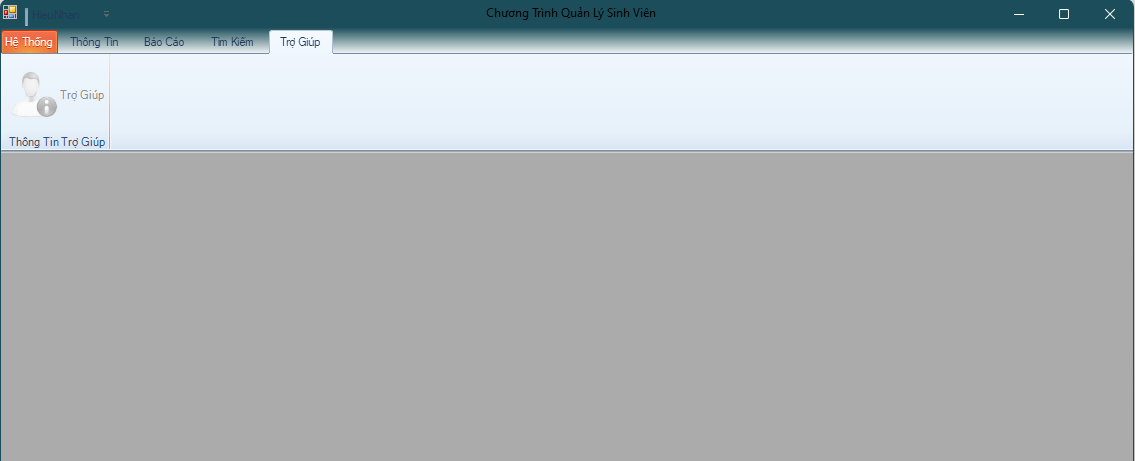 HieuNhan
Chương Trình Quản Lý Sinh Viên
Hệ Thống
Thông Tin
Báo Cáo
Tìm Kiếm
Trợ Giúp
Trợ Giúp
Thông Tin Trợ Giúp